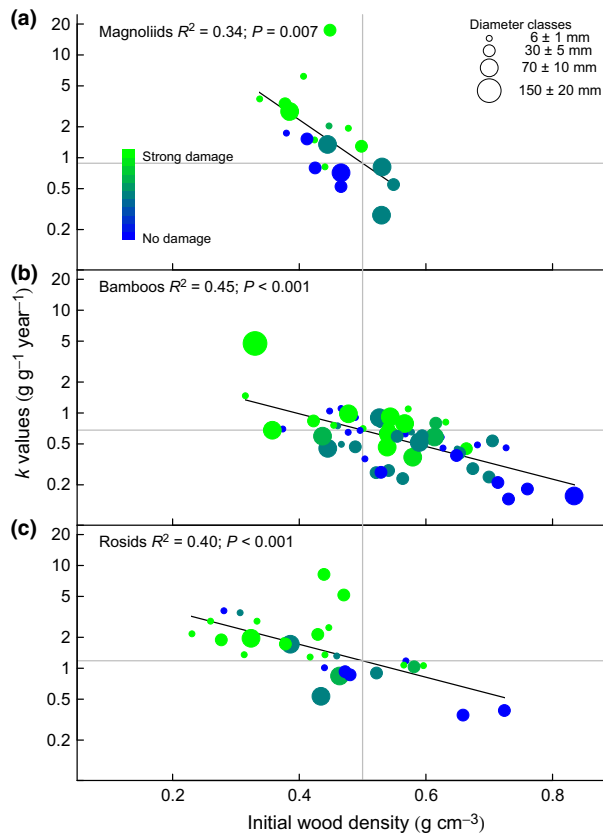 (a)
Magnoliids R² = 0.34; P = 0.007
Diameter classes
6 ± 1 mm
30 ± 5 mm
70 ± 10 mm
150 ± 20 mm
20
5
2
1
0.5
0.2
Strong damage
No damage
(b)
Bamboos R² = 0.45; P < 0.001
20
5
2
1
0.5
0.2
k values (g g⁻¹ year⁻¹)
(c)
Rosids R² = 0.40; P < 0.001
20
5
2
1
0.5
0.2
0.2 0.4 0.6 0.8
Initial wood density (g cm⁻³)